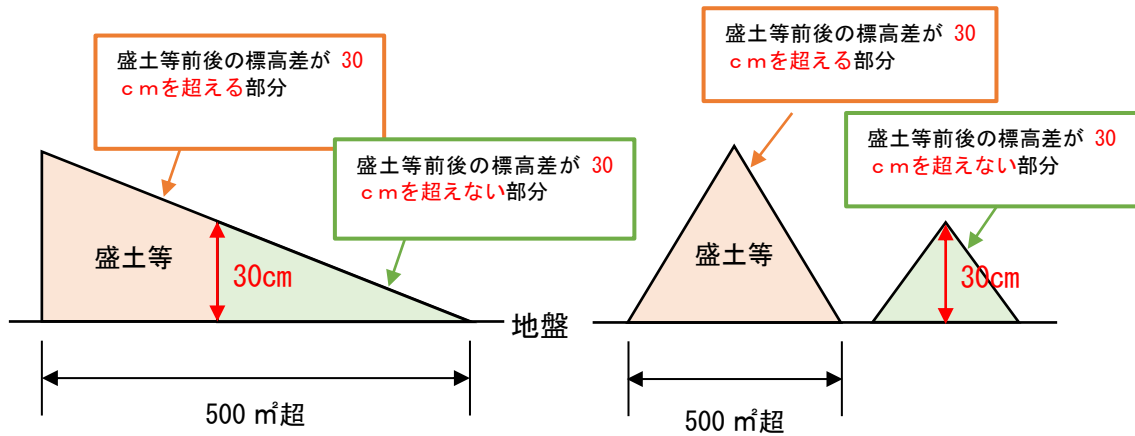 盛土等前後の標高差が 30
ｃｍを超える部分
盛土等前後の標高差が 30
ｃｍを超えない部分
盛土等
30cm
地盤
500 ㎡超
盛土等前後の標高差が 30
ｃｍを超える部分
盛土等前後の標高差が 30
ｃｍを超えない部分
盛土等
30cm
500 ㎡超